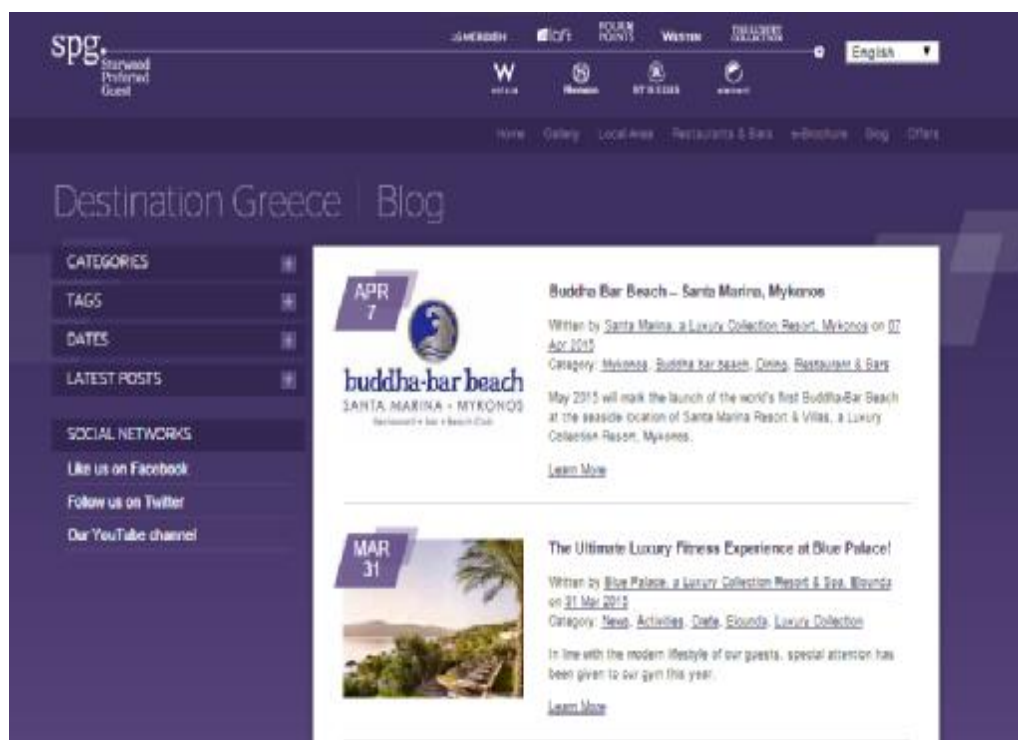 spg.
Starwood
Preferred
Guest
Le MERIDIEN aloft FOUR POINTS WESTIN THE LUXURY COLLECTION
W HOTELS Sheraton ST REGIS element
English
Home Gallery Local Area Restaurants & Bars e-Brochure Blog Offers
Destination Greece | Blog
CATEGORIES
TAGS
DATES
LATEST POSTS
SOCIAL NETWORKS
Like us on Facebook
Follow us on Twitter
Our YouTube channel
APR
7
buddha-bar beach
SANTA MARINA - MYKONOS
Restaurant • Bar • Beach Club
Buddha Bar Beach – Santa Marina, Mykonos
Written by Santa Marina, a Luxury Collection Resort, Mykonos on 07
Apr 2015
Category: Mykonos, Buddha bar beach, Dining, Restaurant & Bars
May 2015 will mark the launch of the world's first Buddha-Bar Beach
at the seaside location of Santa Marina Resort & Villas, a Luxury
Collection Resort, Mykonos.
Learn More
MAR
31
The Ultimate Luxury Fitness Experience at Blue Palace!
Written by Blue Palace, a Luxury Collection Resort & Spa, Elounda
on 31 Mar 2015
Category: News, Activities, Crete, Elounda, Luxury Collection
In line with the modern lifestyle of our guests, special attention has
been given to our gym this year.
Learn More